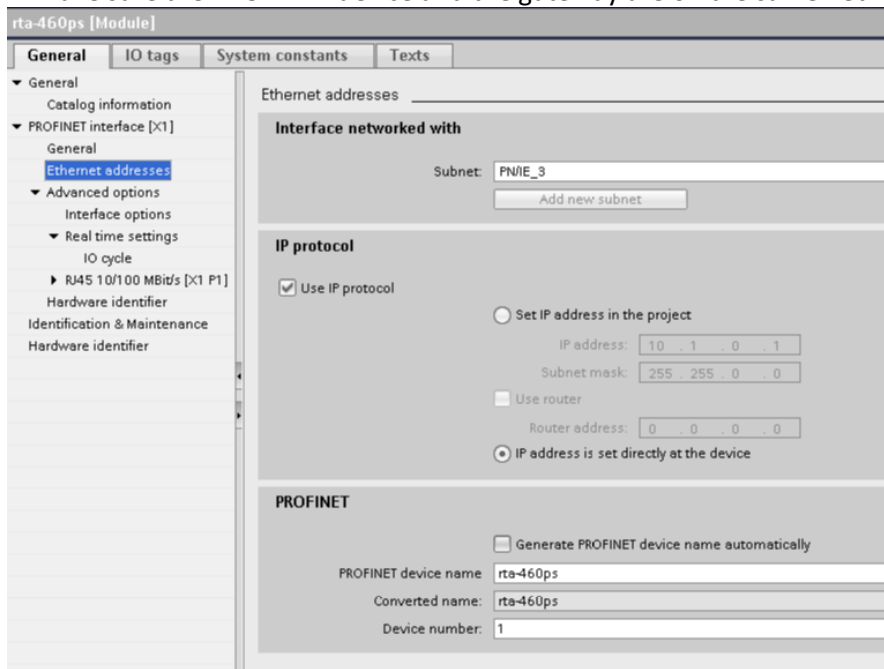 rta-460ps [Module]
General IO tags System constants Texts
General
Catalog information
PROFINET interface [X1]
General
Ethernet addresses
Advanced options
Interface options
Real time settings
IO cycle
RJ45 10/100 MBit/s [X1 P1]
Hardware identifier
Identification & Maintenance
Hardware identifier
Ethernet addresses
Interface networked with
Subnet: PN/IE_3
Add new subnet
IP protocol
Use IP protocol
Set IP address in the project
IP address: 10 . 1 . 0 . 1
Subnet mask: 255 . 255 . 0 . 0
Use router
Router address: 0 . 0 . 0 . 0
IP address is set directly at the device
PROFINET
Generate PROFINET device name automatically
PROFINET device name rta-460ps
Converted name: rta-460ps
Device number: 1